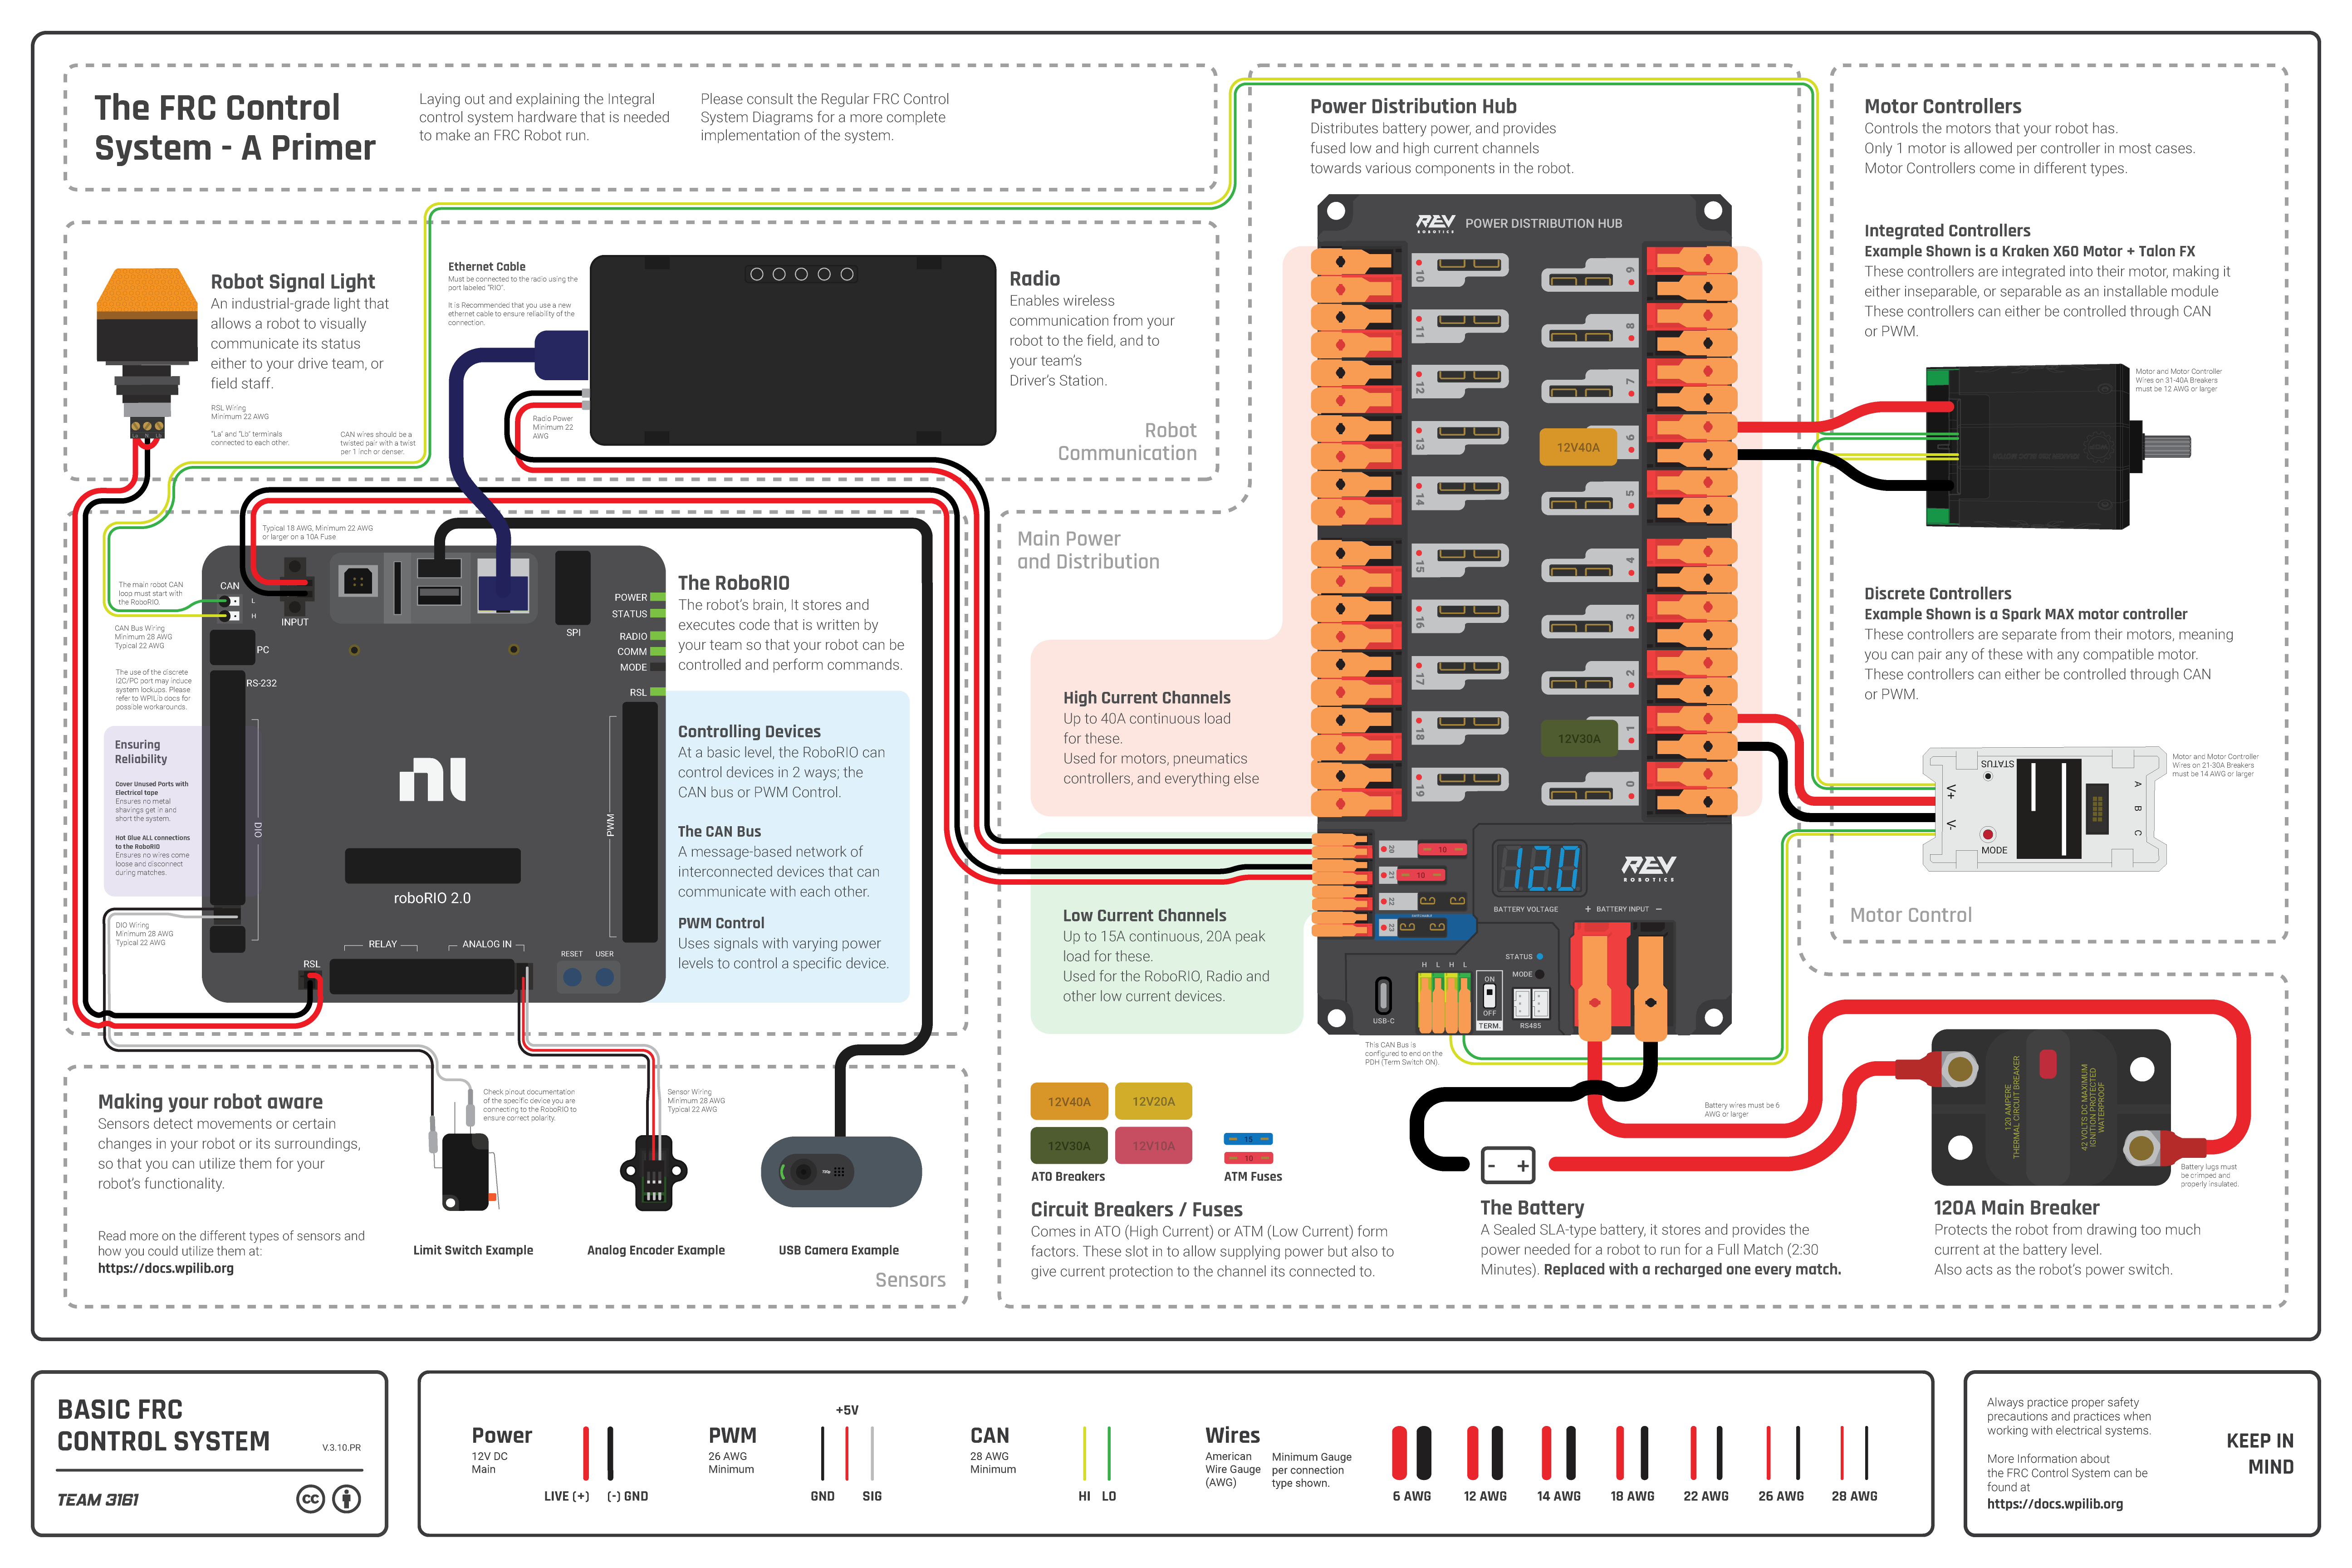 The FRC Control
System - A Primer
Laying out and explaining the Integral
control system hardware that is needed
to make an FRC Robot run.
Please consult the Regular FRC Control
System Diagrams for a more complete
implementation of the system.
Robot Signal Light
An industrial-grade light that
allows a robot to visually
communicate its status
either to your drive team, or
field staff.
RSL Wiring
Minimum 22 AWG
"La" and "Lb" terminals
connected to each other.
CAN wires should be a
twisted pair with a twist
per 1 inch or denser.
Ethernet Cable
Must be connected to the radio using the
port labeled "RIO".
It is Recommended that you use a new
ethernet cable to ensure reliability of the
connection.
Radio Power
Minimum 22
AWG
Radio
Enables wireless
communication from your
robot to the field, and to
your team's
Driver's Station.
Robot
Communication
Typical 18 AWG, Minimum 22 AWG
or larger on a 10A Fuse
The main robot CAN
loop must start with
the RoboRIO.
CAN Bus Wiring
Minimum 28 AWG
Typical 22 AWG
The use of the discrete
I2C/PC port may induce
system lockups. Please
refer to WPILib docs for
possible workarounds.
Ensuring
Reliability
Cover Unused Ports with
Electrical tape
Ensures no metal
shavings get in and
short the system.
Hot Glue ALL connections
to the RoboRIO
Ensures no wires come
loose and disconnect
during matches.
DIO Wiring
Minimum 28 AWG
Typical 22 AWG
CAN
L
H
INPUT
PC
RS-232
SPI
POWER
STATUS
RADIO
COMM
MODE
RSL
DIO
PWM
roboRIO 2.0
RELAY
ANALOG IN
RSL
RESET
USER
The RoboRIO
The robot's brain, It stores and
executes code that is written by
your team so that your robot can be
controlled and perform commands.
Controlling Devices
At a basic level, the RoboRIO can
control devices in 2 ways; the
CAN bus or PWM Control.
The CAN Bus
A message-based network of
interconnected devices that can
communicate with each other.
PWM Control
Uses signals with varying power
levels to control a specific device.
Making your robot aware
Sensors detect movements or certain
changes in your robot or its surroundings,
so that you can utilize them for your
robot's functionality.
Read more on the different types of sensors and
how you could utilize them at:
https://docs.wpilib.org
Check pinout documentation
of the specific device you are
connecting to the RoboRIO to
ensure correct polarity.
Sensor Wiring
Minimum 28 AWG
Typical 22 AWG
Limit Switch Example
Analog Encoder Example
USB Camera Example
Sensors
Power Distribution Hub
Distributes battery power, and provides
fused low and high current channels
towards various components in the robot.
REV
ROBOTICS
POWER DISTRIBUTION HUB
10
11
12
13
14
15
16
17
18
19
9
8
7
6
5
4
3
2
1
0
12V40A
12V30A
20
21
22
23
10
10
12.0
BATTERY VOLTAGE
REV
ROBOTICS
+ BATTERY INPUT −
USB-C
H L H L
ON
OFF
TERM.
STATUS
MODE
RS485
Main Power
and Distribution
High Current Channels
Up to 40A continuous load
for these.
Used for motors, pneumatics
controllers, and everything else
Low Current Channels
Up to 15A continuous, 20A peak
load for these.
Used for the RoboRIO, Radio and
other low current devices.
This CAN Bus is
configured to end on the
PDH (Term Switch ON).
12V40A
12V20A
12V30A
12V10A
15
10
ATO Breakers
ATM Fuses
Circuit Breakers / Fuses
Comes in ATO (High Current) or ATM (Low Current) form
factors. These slot in to allow supplying power but also to
give current protection to the channel its connected to.
Battery wires must be 6
AWG or larger
- +
The Battery
A Sealed SLA-type battery, it stores and provides the
power needed for a robot to run for a Full Match (2:30
Minutes). Replaced with a recharged one every match.
120 AMPERE
THERMAL CIRCUIT BREAKER
42 VOLTS DC MAXIMUM
IGNITION PROTECTED
WATERPROOF
Battery lugs must
be crimped and
properly insulated.
120A Main Breaker
Protects the robot from drawing too much
current at the battery level.
Also acts as the robot's power switch.
Motor Controllers
Controls the motors that your robot has.
Only 1 motor is allowed per controller in most cases.
Motor Controllers come in different types.
Integrated Controllers
Example Shown is a Kraken X60 Motor + Talon FX
These controllers are integrated into their motor, making it
either inseparable, or separable as an installable module
These controllers can either be controlled through CAN
or PWM.
Motor and Motor Controller
Wires on 31-40A Breakers
must be 12 AWG or larger
Discrete Controllers
Example Shown is a Spark MAX motor controller
These controllers are separate from their motors, meaning
you can pair any of these with any compatible motor.
These controllers can either be controlled through CAN
or PWM.
STATUS
V+
V-
MODE
A
B
C
Motor and Motor Controller
Wires on 21-30A Breakers
must be 14 AWG or larger
Motor Control
BASIC FRC
CONTROL SYSTEM
V.3.10.PR
TEAM 3161
cc
Power
12V DC
Main
LIVE (+)
(-) GND
PWM
26 AWG
Minimum
+5V
GND
SIG
CAN
28 AWG
Minimum
HI
LO
Wires
American
Wire Gauge
(AWG)
Minimum Gauge
per connection
type shown.
6 AWG
12 AWG
14 AWG
18 AWG
22 AWG
26 AWG
28 AWG
Always practice proper safety
precautions and practices when
working with electrical systems.
More Information about
the FRC Control System can be
found at
https://docs.wpilib.org
KEEP IN
MIND